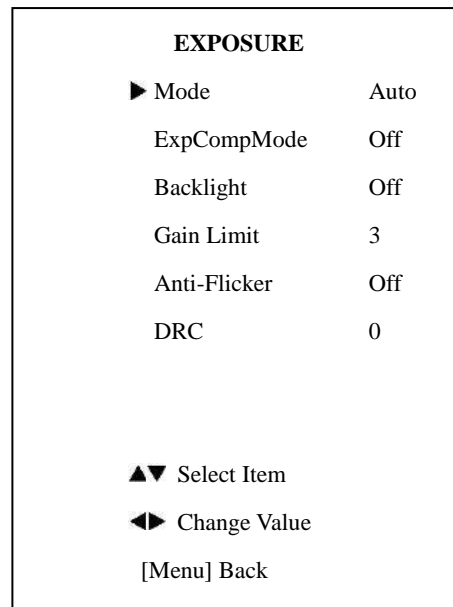 EXPOSURE
▶ Mode Auto
ExpCompMode Off
Backlight Off
Gain Limit 3
Anti-Flicker Off
DRC 0
▲▼ Select Item
◀▶ Change Value
[Menu] Back